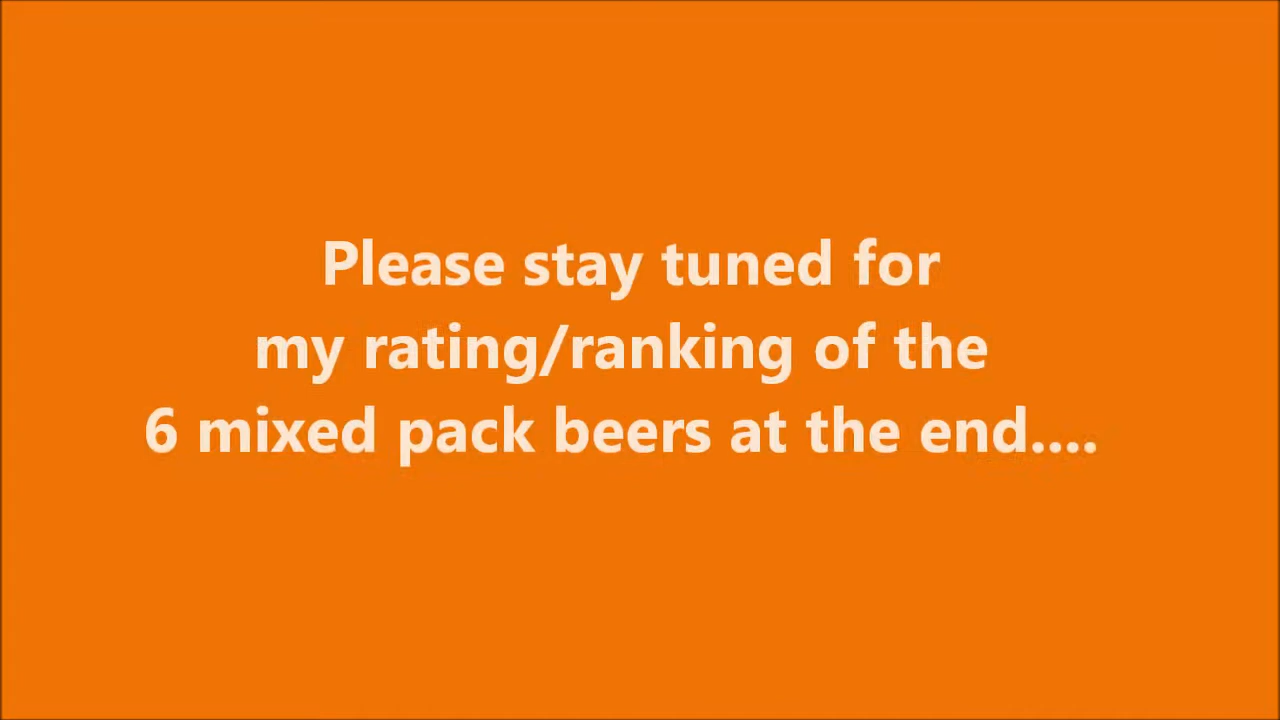 Please stay tuned for
my rating/ranking of the
6 mixed pack beers at the end....